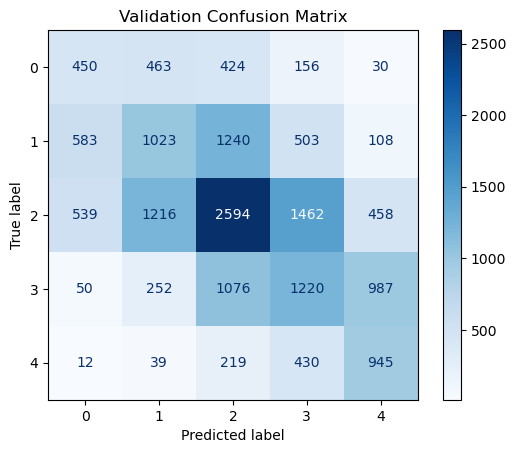 Validation Confusion Matrix
0 450 463 424 156 30
1 583 1023 1240 503 108
2 539 1216 2594 1462 458
3 50 252 1076 1220 987
4 12 39 219 430 945
0 1 2 3 4
Predicted label
True label
2500
2000
1500
1000
500